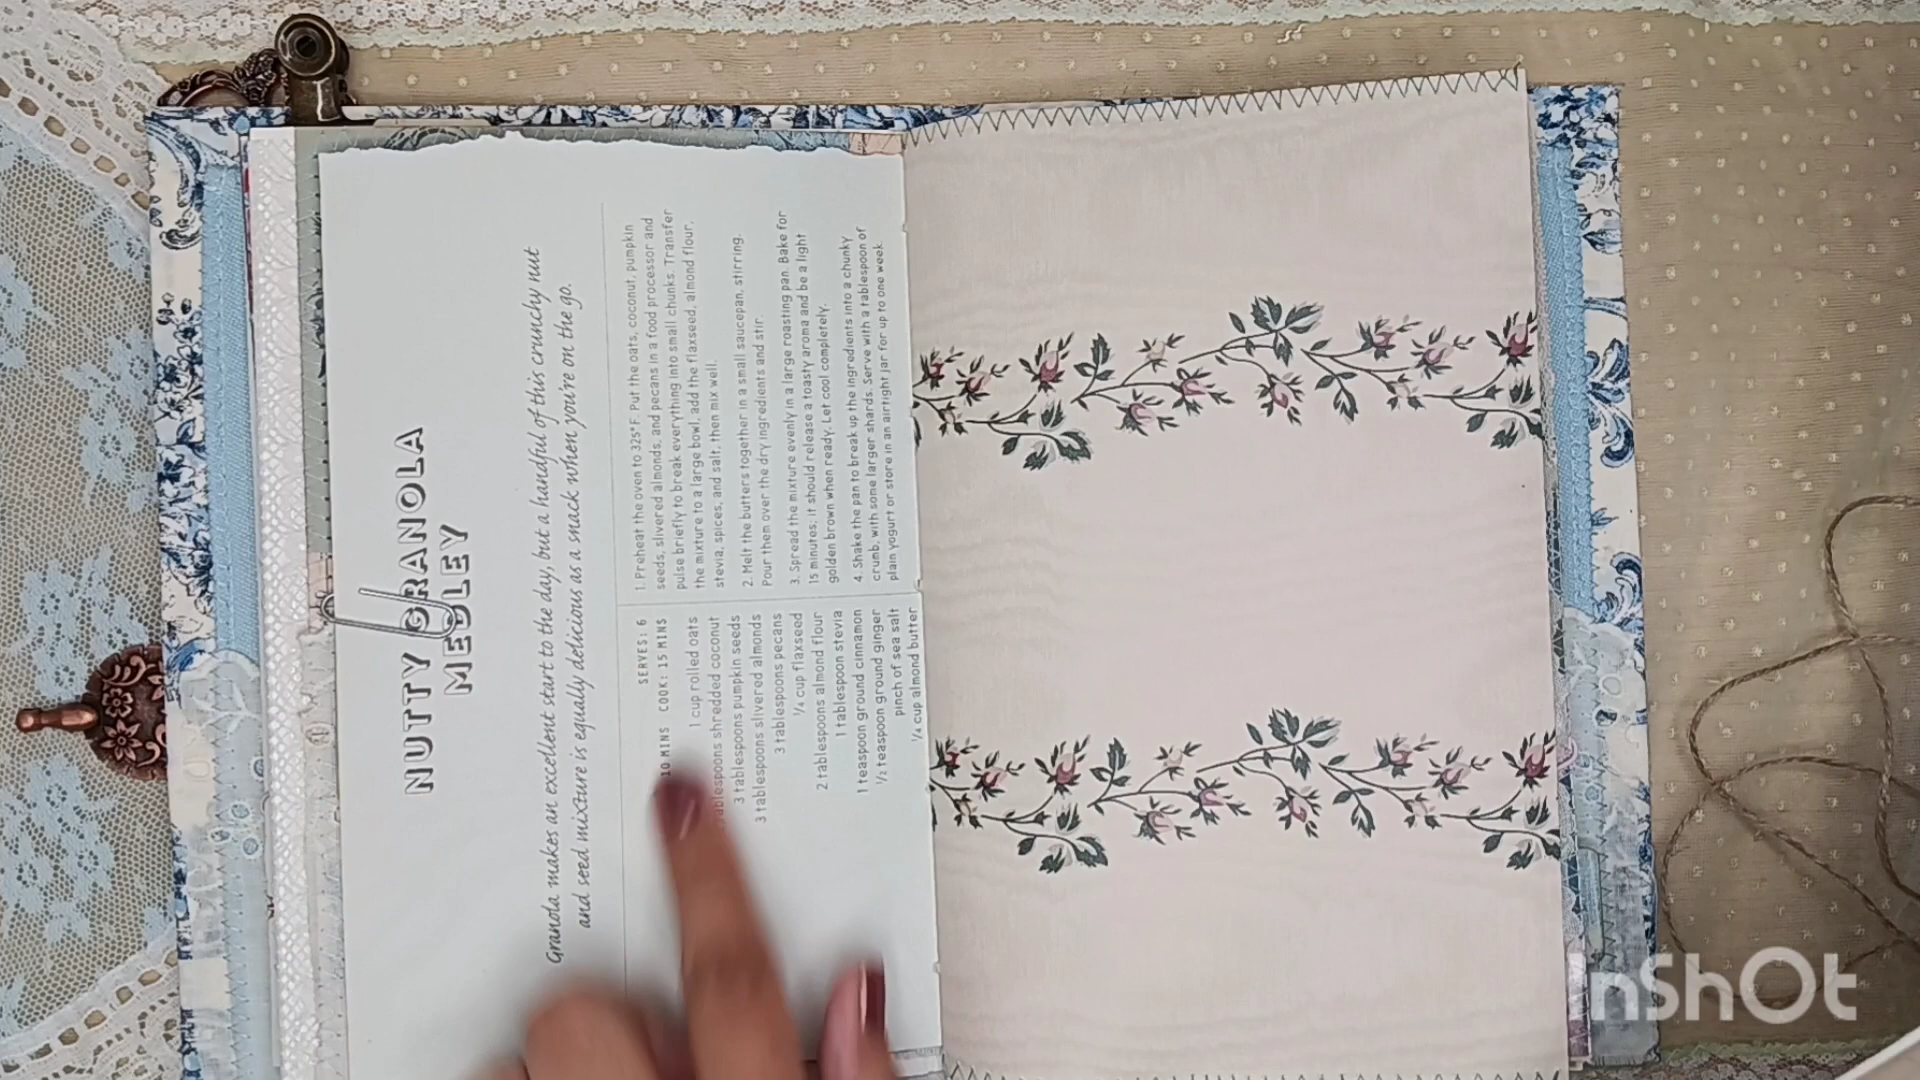 NUTTY GRANOLA
MEDLEY
Granola makes an excellent start to the day, but a handful of this crunchy nut
and seed mixture is equally delicious as a snack when you're on the go.
SERVES: 6
10 MINS COOK: 15 MINS
1 cup rolled oats
tablespoons shredded coconut
3 tablespoons pumpkin seeds
3 tablespoons slivered almonds
3 tablespoons pecans
1/4 cup flaxseed
2 tablespoons almond flour
1 tablespoon stevia
1 teaspoon ground cinnamon
1/2 teaspoon ground ginger
pinch of sea salt
1/4 cup almond butter
1. Preheat the oven to 325°F. Put the oats, coconut, pumpkin
seeds, slivered almonds, and pecans in a food processor and
pulse briefly to break everything into small chunks. Transfer
the mixture to a large bowl, add the flaxseed, almond flour,
stevia, spices, and salt, then mix well.
2. Melt the butters together in a small saucepan, stirring.
Pour them over the dry ingredients and stir.
3. Spread the mixture evenly in a large roasting pan. Bake for
15 minutes; it should release a toasty aroma and be a light
golden brown when ready. Let cool completely.
4. Shake the pan to break up the ingredients into a chunky
crumb, with some larger shards. Serve with a tablespoon of
plain yogurt or store in an airtight jar for up to one week.
InShOt